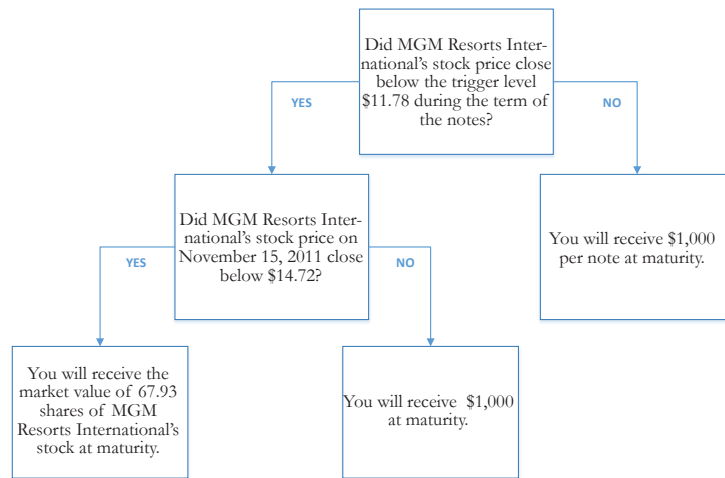 Did MGM Resorts Inter-
national's stock price close
below the trigger level
$11.78 during the term of
the notes?
YES
NO
Did MGM Resorts Inter-
national's stock price on
November 15, 2011 close
below $14.72?
You will receive $1,000
per note at maturity.
YES
NO
You will receive the
market value of 67.93
shares of MGM
Resorts International's
stock at maturity.
You will receive $1,000
at maturity.